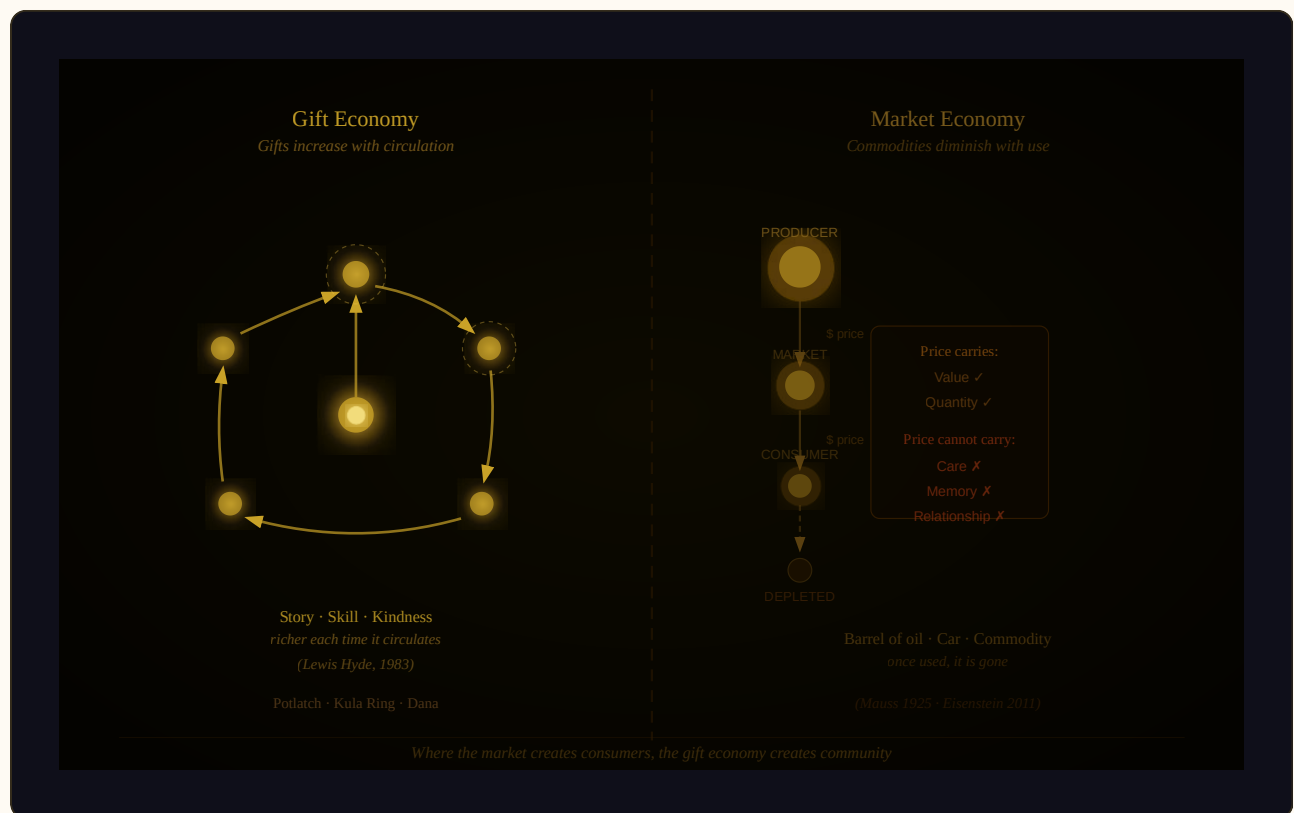 Gift Economy
Gifts increase with circulation
Story · Skill · Kindness
richer each time it circulates
(Lewis Hyde, 1983)
Potlatch · Kula Ring · Dana
Market Economy
Commodities diminish with use
PRODUCER
$ price
MARKET
$ price
CONSUMER
DEPLETED
Price carries:
Value ✓
Quantity ✓
Price cannot carry:
Care ✗
Memory ✗
Relationship ✗
Barrel of oil · Car · Commodity
once used, it is gone
(Mauss 1925 · Eisenstein 2011)
Where the market creates consumers, the gift economy creates community